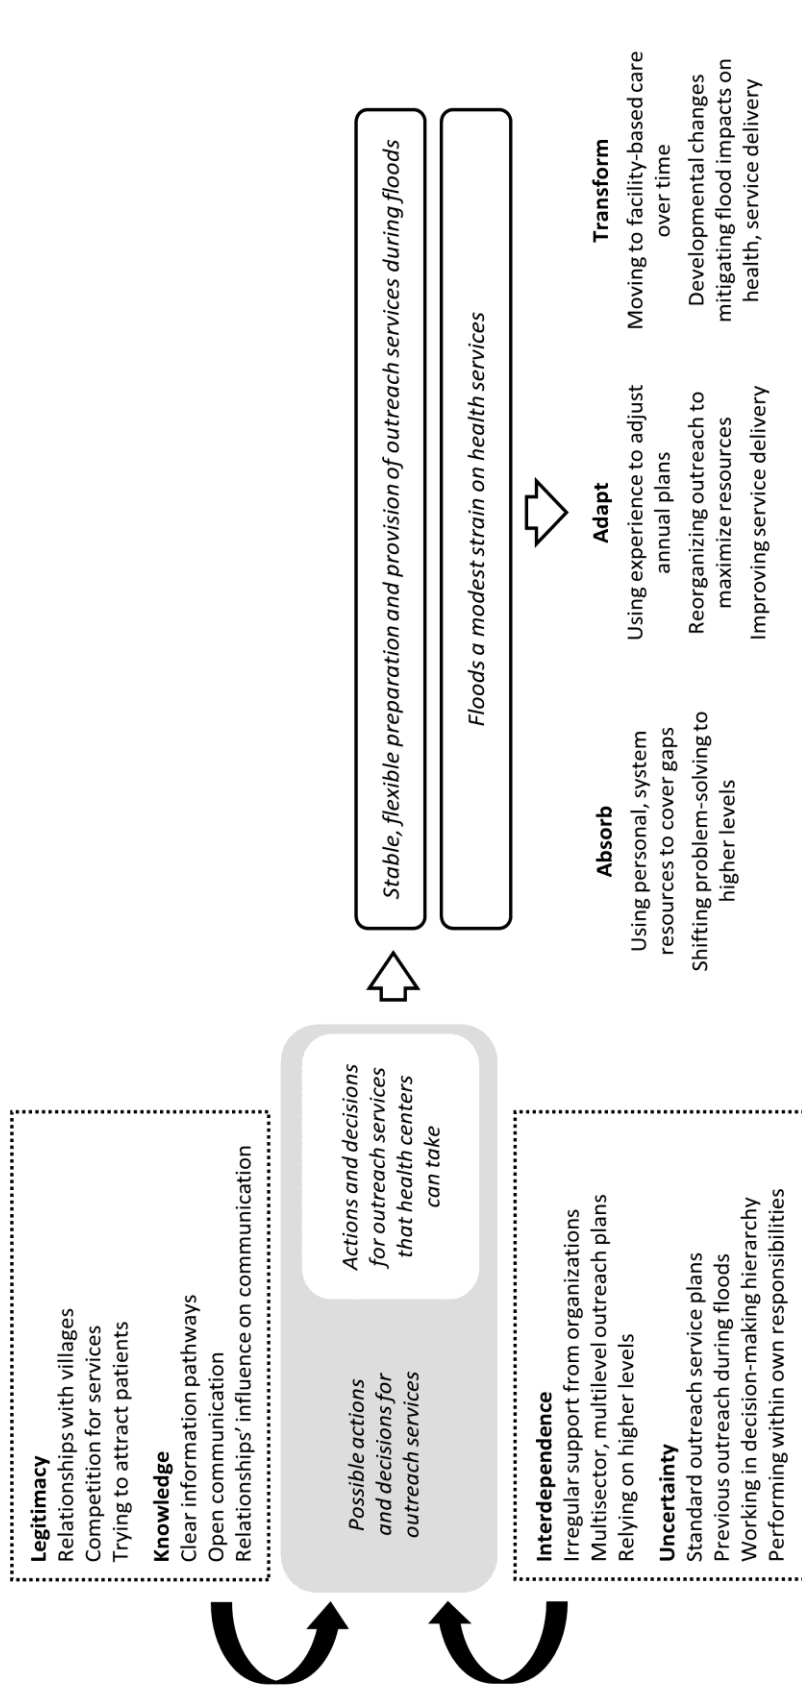 Legitimacy
Relationships with villages
Competition for services
Trying to attract patients
Knowledge
Clear information pathways
Open communication
Relationships’ influence on communication
Possible actions
and decisions for
outreach services
Actions and decisions
for outreach services
that health centers
can take
Interdependence
Irregular support from organizations
Multisector, multilevel outreach plans
Relying on higher levels
Uncertainty
Standard outreach service plans
Previous outreach during floods
Working in decision-making hierarchy
Performing within own responsibilities
Stable, flexible preparation and provision of outreach services during floods
Floods a modest strain on health services
Absorb
Using personal, system
resources to cover gaps
Shifting problem-solving to
higher levels
Adapt
Using experience to adjust
annual plans
Reorganizing outreach to
maximize resources
Improving service delivery
Transform
Moving to facility-based care
over time
Developmental changes
mitigating flood impacts on
health, service delivery